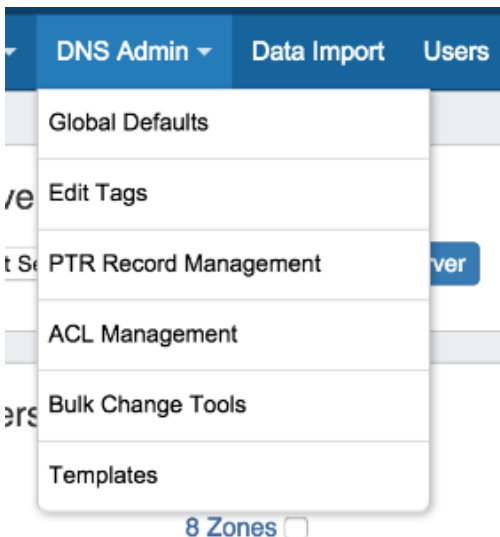 DNS Admin Data Import Users
Global Defaults
Edit Tags
PTR Record Management
ACL Management
Bulk Change Tools
Templates
8 Zones